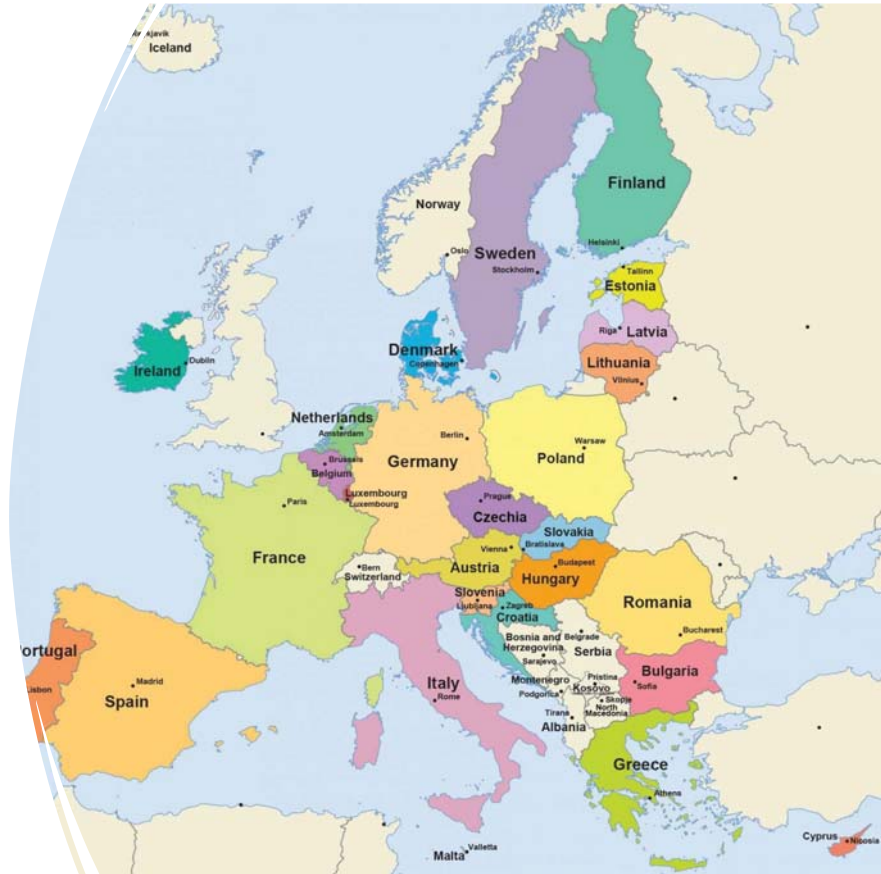 Reykjavik
Iceland
Finland
Norway
Helsinki
Oslo
Sweden
Stockholm
Tallinn
Estonia
Riga
Latvia
Denmark
Copenhagen
Lithuania
Vilnius
Dublin
Ireland
Netherlands
Amsterdam
Berlin
Warsaw
Poland
Germany
Brussels
Belgium
Luxembourg
Luxembourg
Paris
Prague
Czechia
Slovakia
Bratislava
Vienna
Austria
France
Bern
Switzerland
Budapest
Hungary
Slovenia
Ljubljana
Zagreb
Croatia
Romania
Bucharest
Bosnia and
Herzegovina
Sarajevo
Belgrade
Serbia
Portugal
Lisbon
Madrid
Spain
Italy
Rome
Montenegro
Podgorica
Pristina
Kosovo
Bulgaria
Sofia
Skopje
North
Macedonia
Tirana
Albania
Greece
Athens
Malta
Valletta
Cyprus
Nicosia